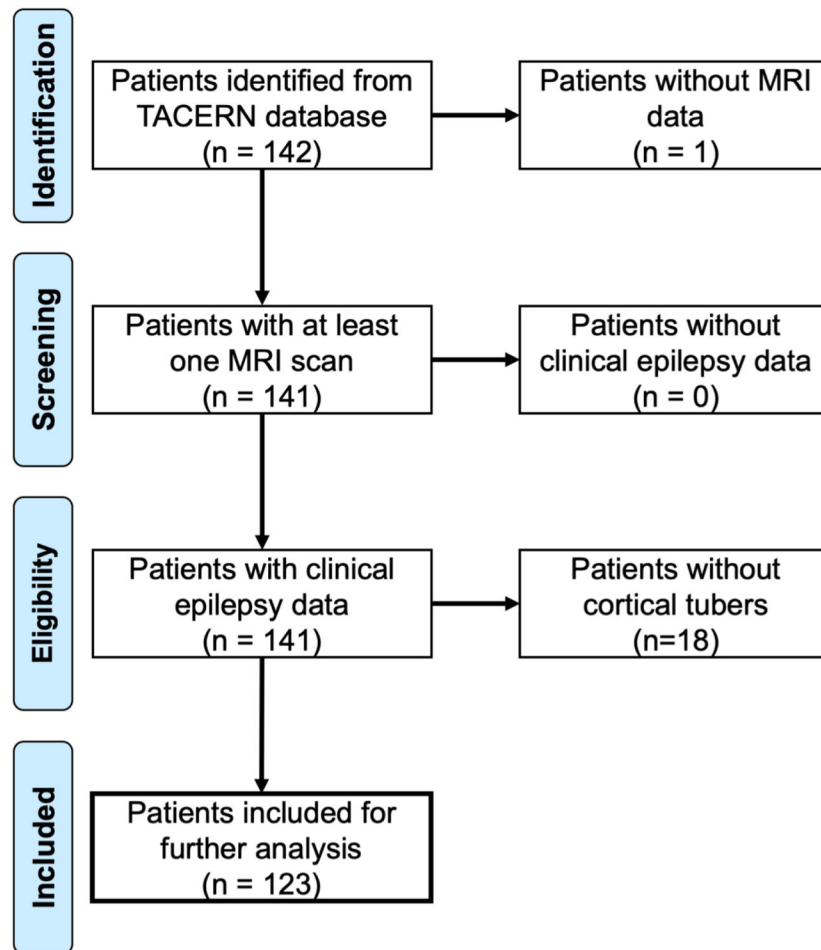 Identification
Patients identified from
TACERN database
(n = 142)
Patients without MRI
data
(n = 1)
Screening
Patients with at least
one MRI scan
(n = 141)
Patients without
clinical epilepsy data
(n = 0)
Eligibility
Patients with clinical
epilepsy data
(n = 141)
Patients without
cortical tubers
(n=18)
Included
Patients included for
further analysis
(n = 123)